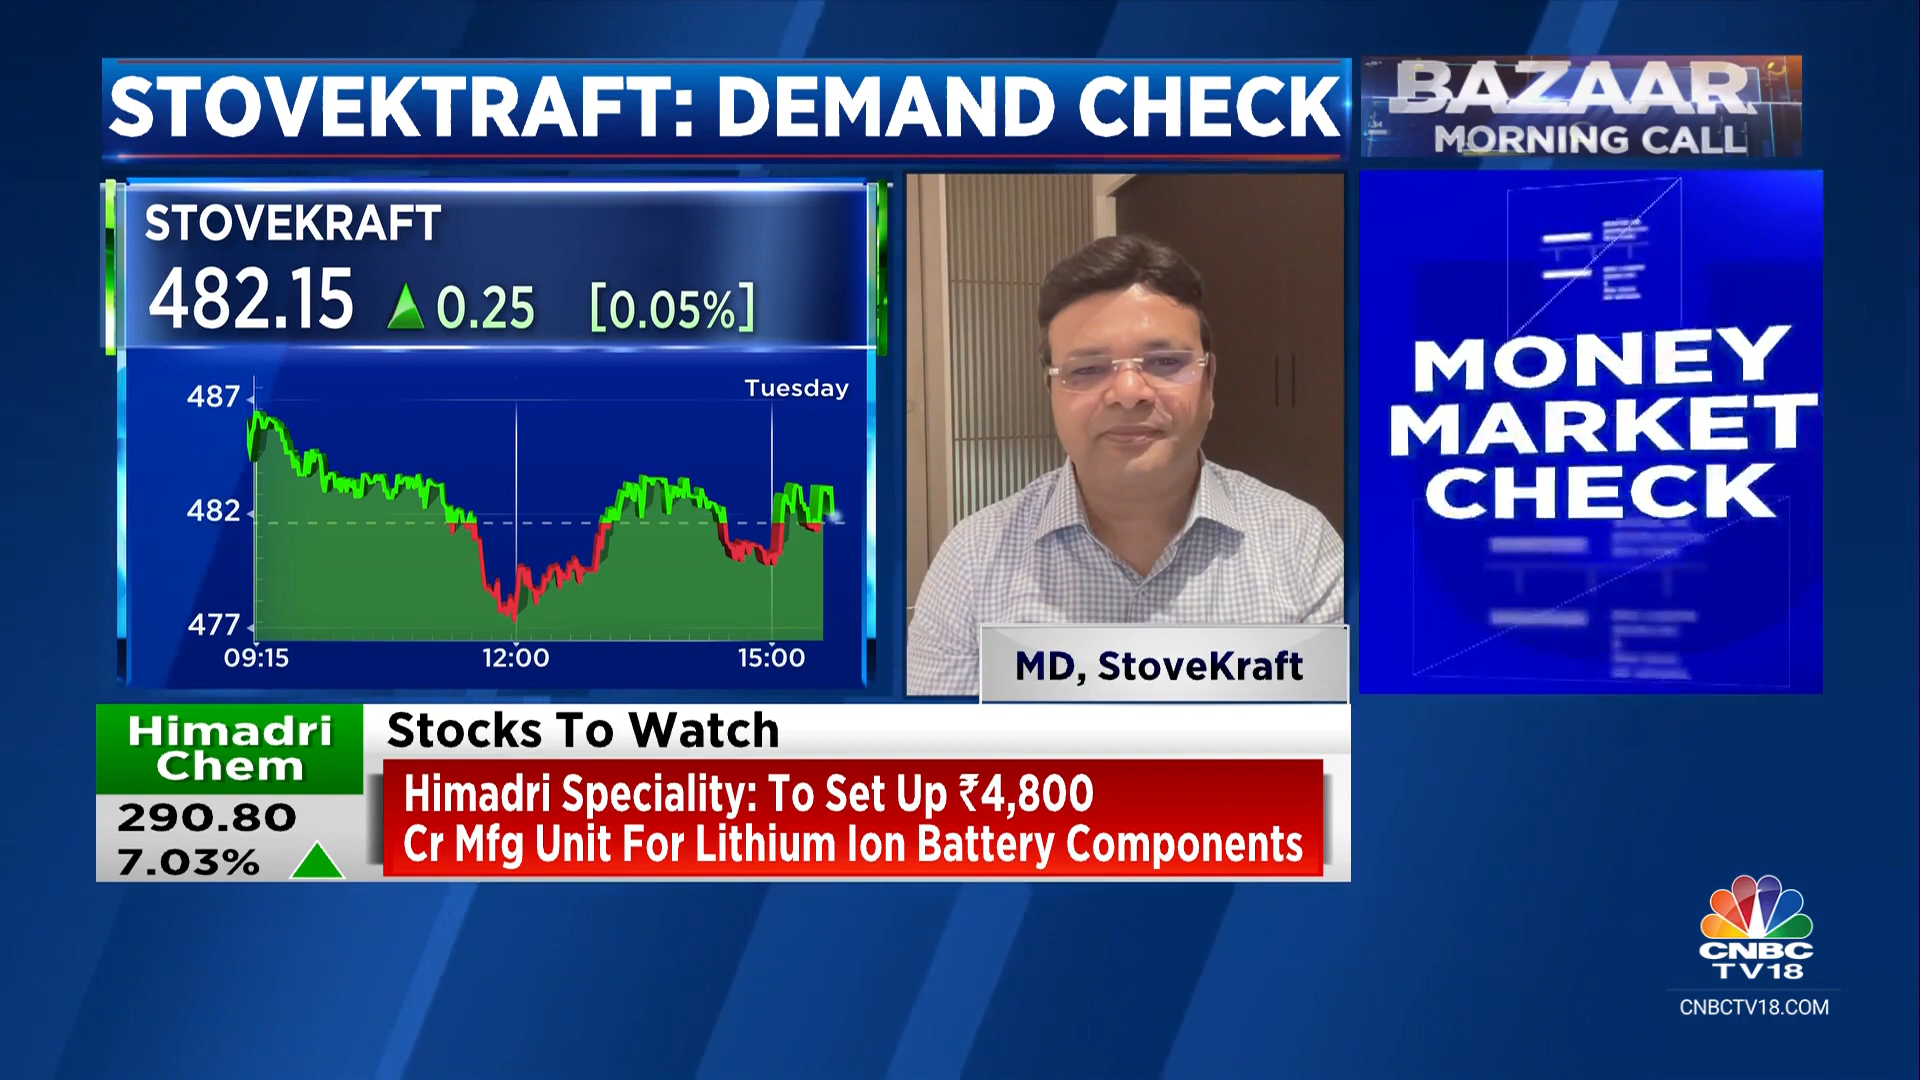 STOVEKTRAFT: DEMAND CHECK
BAZAAR
MORNING CALL
STOVEKRAFT
482.15 ▲ 0.25 [0.05%]
Tuesday
487
482
477
09:15 12:00 15:00
MD, StoveKraft
MONEY
MARKET
CHECK
Himadri
Chem
290.80
7.03%
Stocks To Watch
Himadri Speciality: To Set Up ₹4,800
Cr Mfg Unit For Lithium Ion Battery Components
CNBC
TV18
CNBCTV18.COM